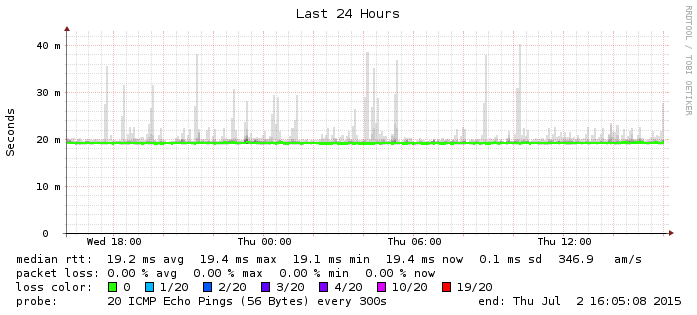 Last 24 Hours
RRDTOOL / TOBI OETIKER
Seconds
40 m
30 m
20 m
10 m
0
Wed 18:00 Thu 00:00 Thu 06:00 Thu 12:00
median rtt: 19.2 ms avg 19.4 ms max 19.1 ms min 19.4 ms now 0.1 ms sd 346.9 am/s
packet loss: 0.00 % avg 0.00 % max 0.00 % min 0.00 % now
loss color: 0 1/20 2/20 3/20 4/20 10/20 19/20
probe: 20 ICMP Echo Pings (56 Bytes) every 300s end: Thu Jul 2 16:05:08 2015